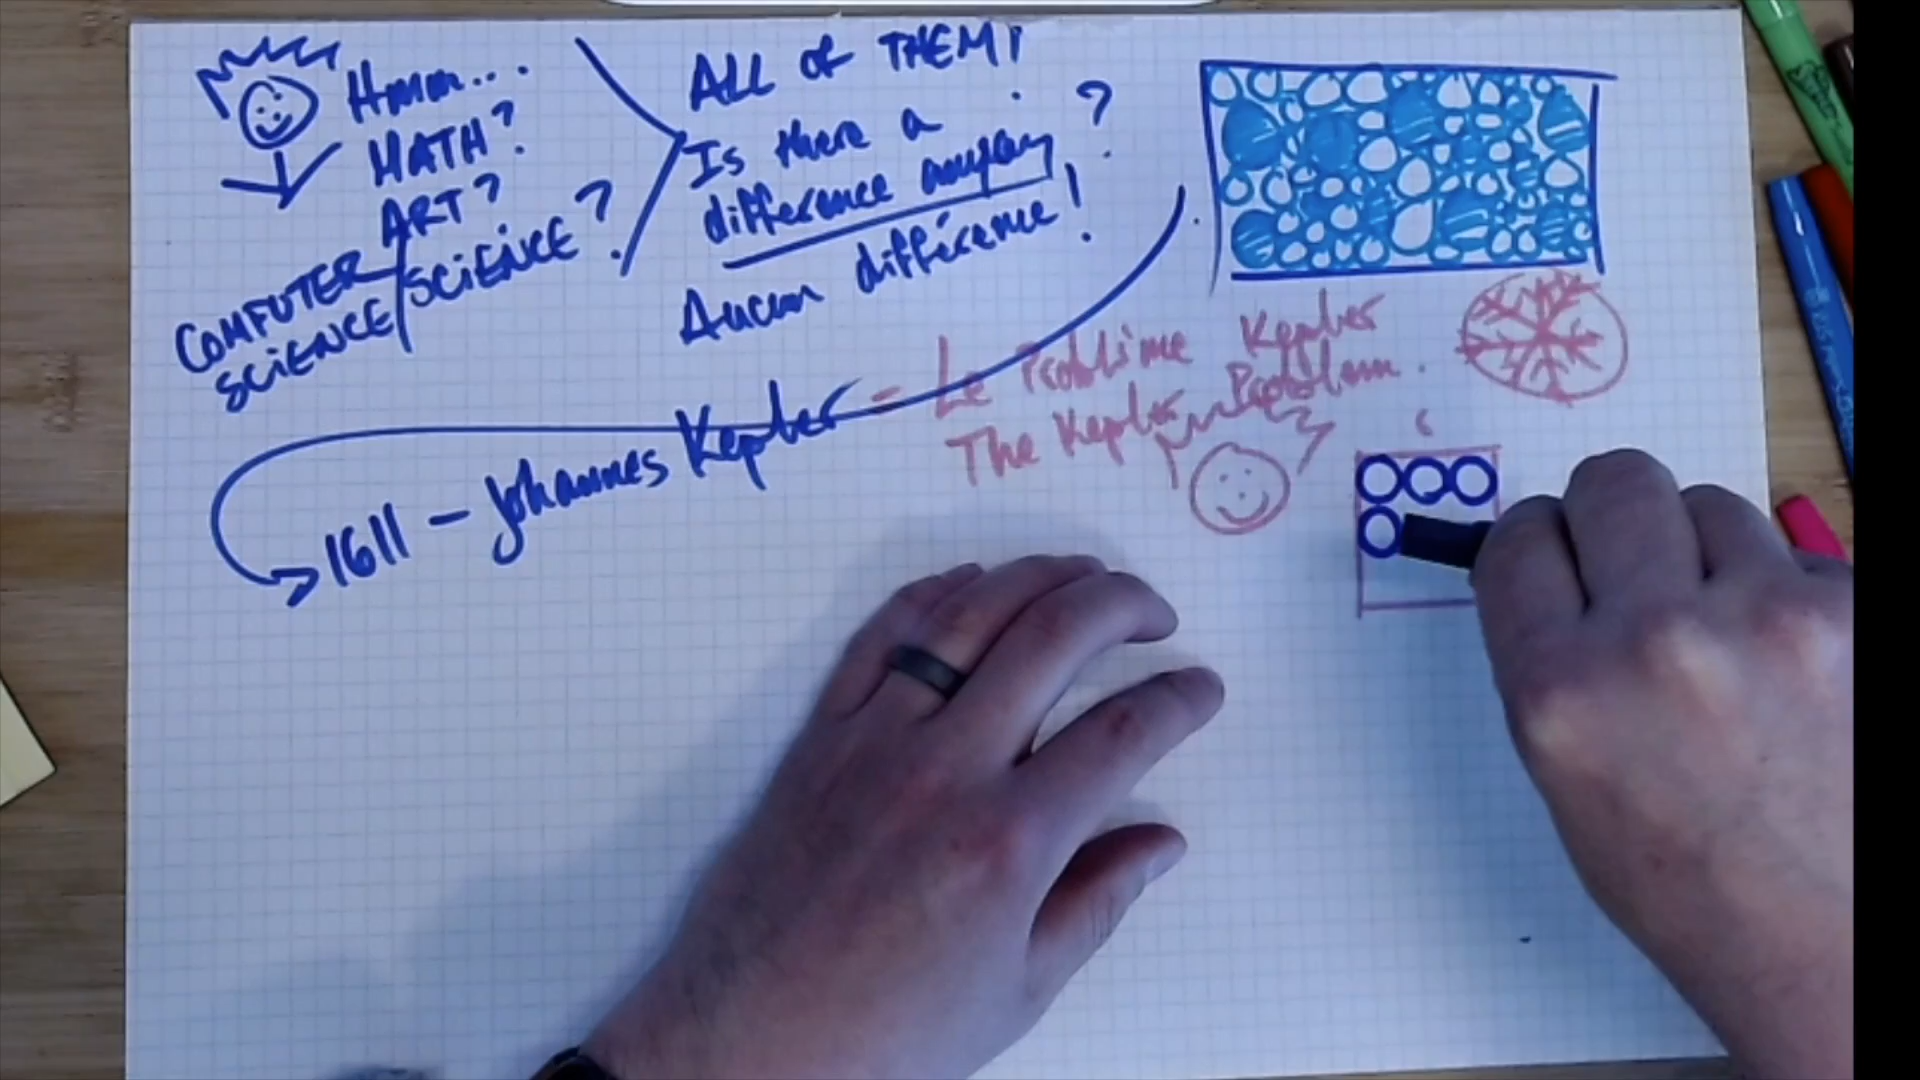 Hmm...
MATH?
ART?
COMPUTER
SCIENCE/SCIENCE?
ALL OF THEM!
Is there a
difference anyway?
Aucun différence!
1611 - Johannes Kepler = Le Problème Kepler
The Kepler Problem.
6